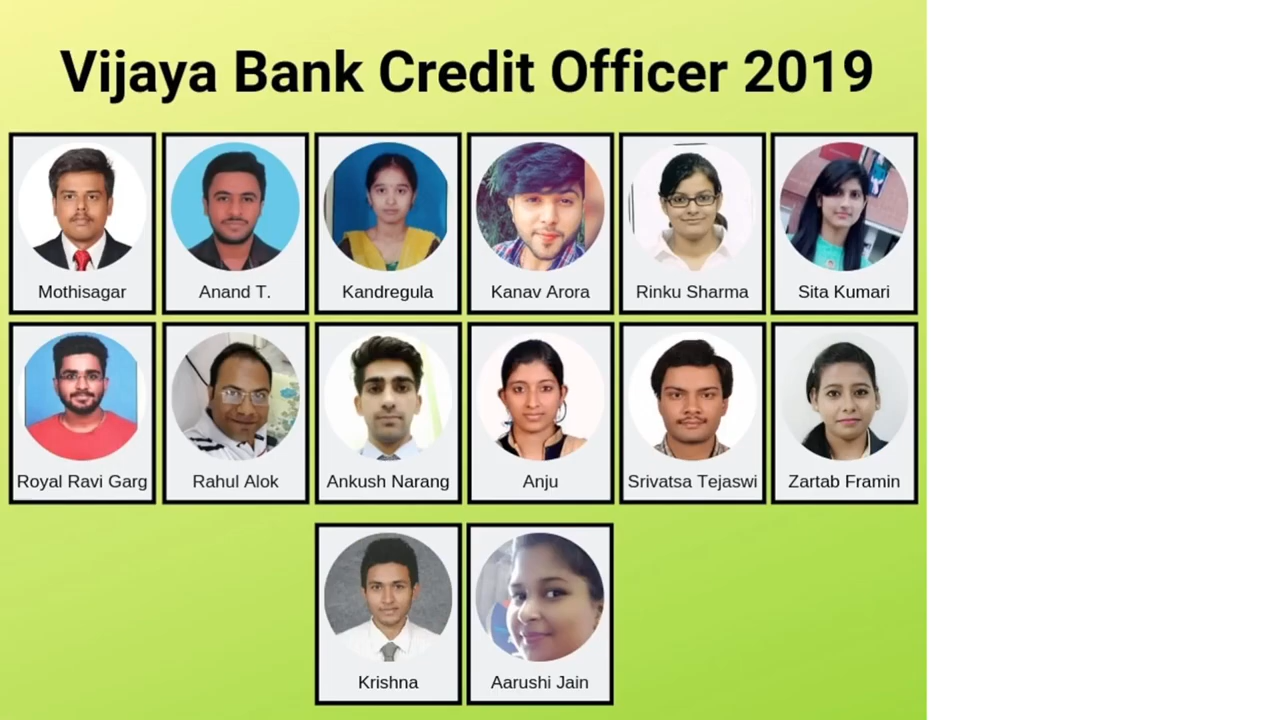 Vijaya Bank Credit Officer 2019
Mothisagar
Anand T.
Kandregula
Kanav Arora
Rinku Sharma
Sita Kumari
Royal Ravi Garg
Rahul Alok
Ankush Narang
Anju
Srivatsa Tejaswi
Zartab Framin
Krishna
Aarushi Jain